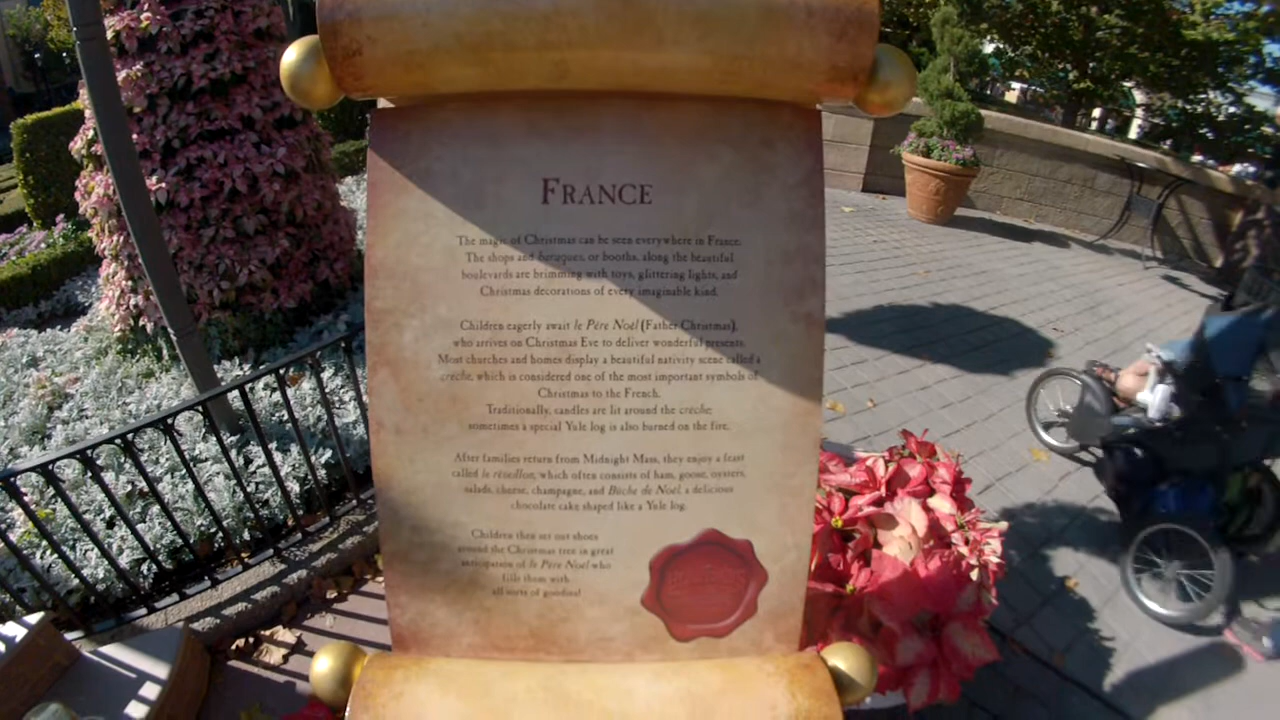 FRANCE
The magic of Christmas can be seen everywhere in France.
The shops and baraques, or booths, along the beautiful
boulevards are brimming with toys, glittering lights, and
Christmas decorations of every imaginable kind.
Children eagerly await le Père Noël (Father Christmas),
who arrives on Christmas Eve to deliver wonderful presents.
Most churches and homes display a beautiful nativity scene called a
crèche, which is considered one of the most important symbols of
Christmas to the French.
Traditionally, candles are lit around the crèche;
sometimes a special Yule log is also burned on the fire.
After families return from Midnight Mass, they enjoy a feast
called le réveillon, which often consists of ham, goose, oysters,
salads, cheese, champagne, and Bûche de Noël, a delicious
chocolate cake shaped like a Yule log.
Children then set out shoes
around the Christmas tree in great
anticipation of le Père Noël who
fills them with
all sorts of goodies!